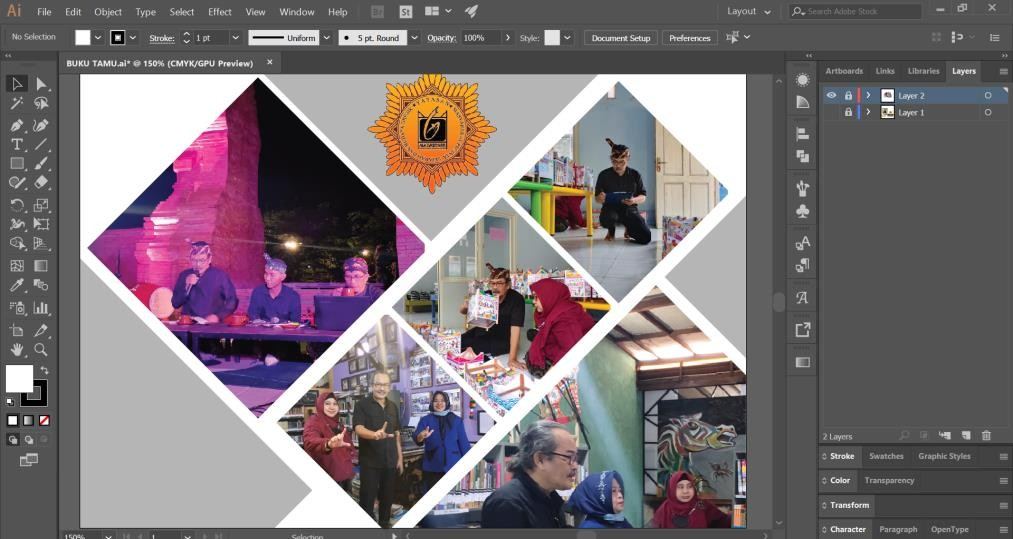 Ai File Edit Object Type Select Effect View Window Help Br St Layout Search Adobe Stock
No Selection Stroke: 1 pt Uniform 5 pt. Round Opacity: 100% Style: Document Setup Preferences
BUKU TAMU.ai* @ 150% (CMYK/GPU Preview) ×
Artboards Links Libraries Layers
Layer 2
Layer 1
2 Layers
Stroke Swatches Graphic Styles
Color Transparency
Transform
Character Paragraph OpenType
150% 1 Selection